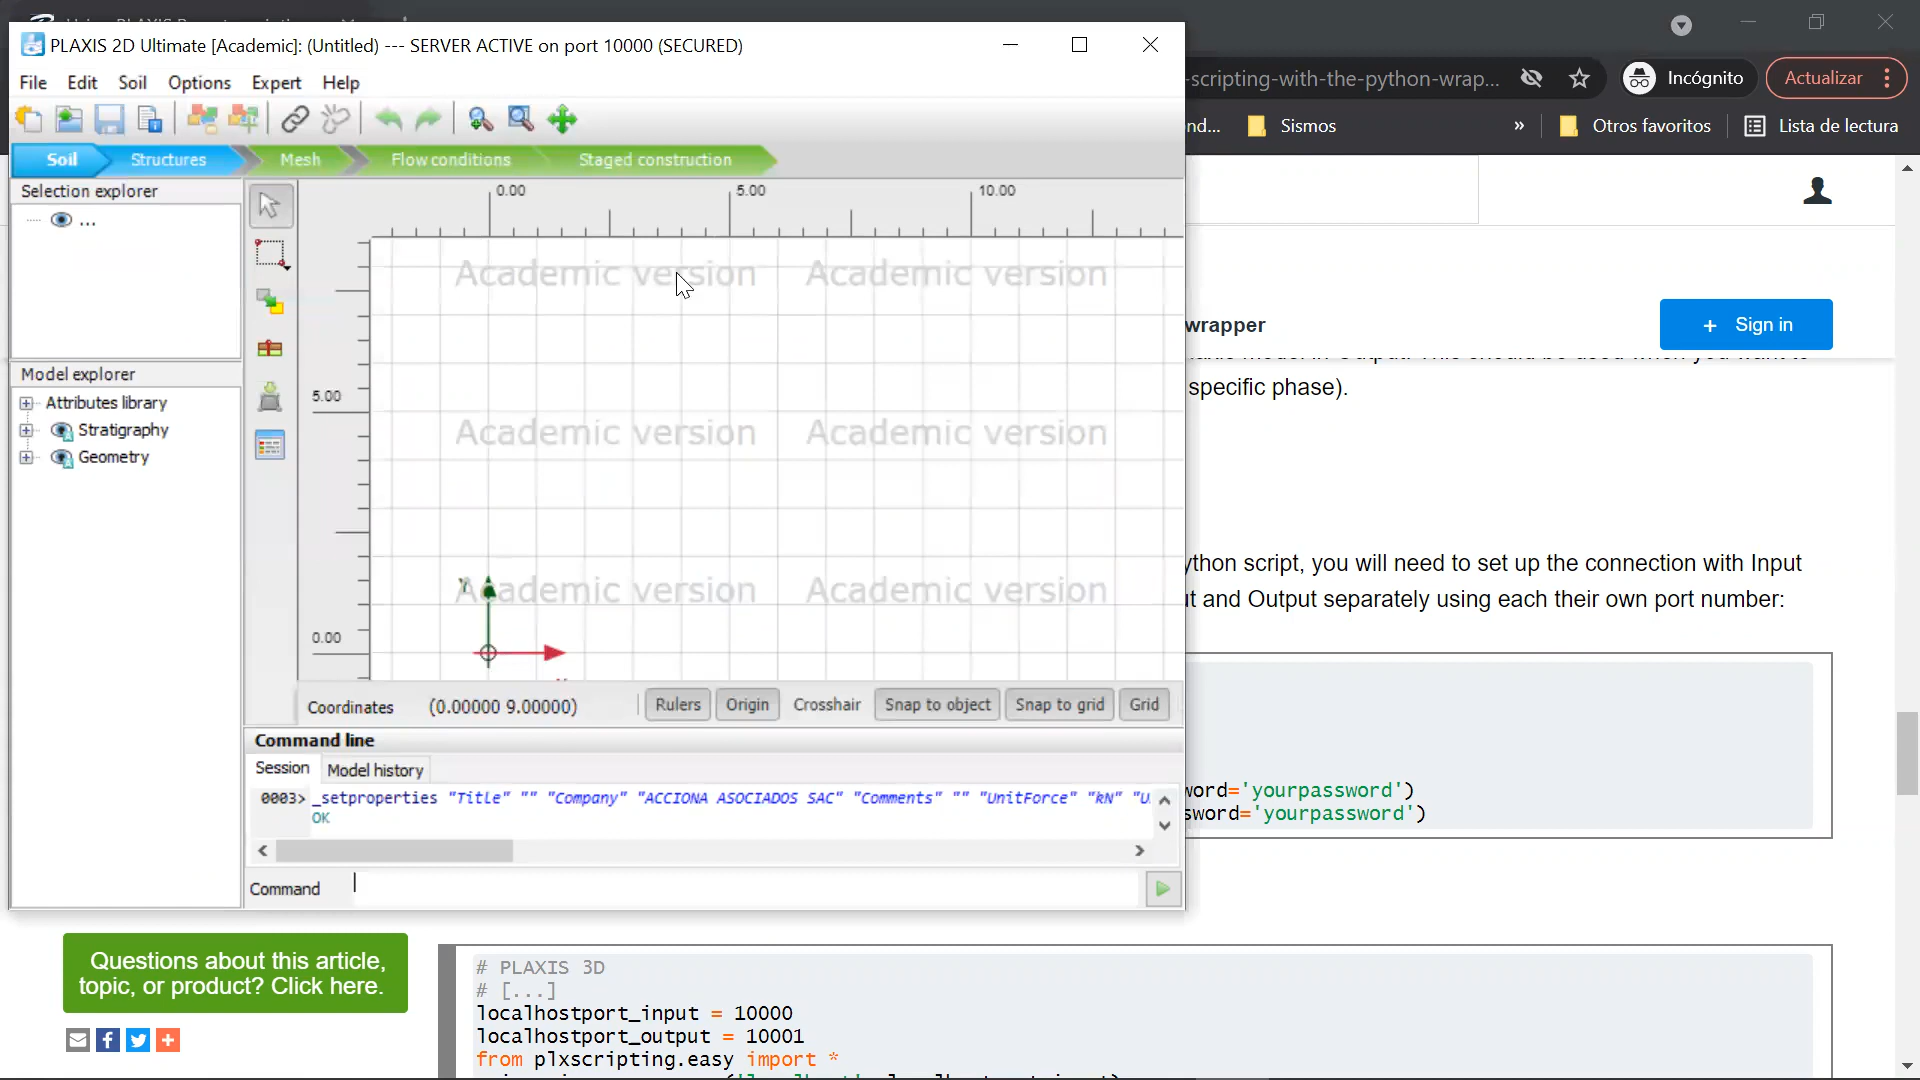 PLAXIS 2D Ultimate [Academic]: (Untitled) --- SERVER ACTIVE on port 10000 (SECURED)
File Edit Soil Options Expert Help
-scripting-with-the-python-wrap...
Incógnito
Actualizar
nd...
Sismos
»
Otros favoritos
Lista de lectura
Soil
Structures
Mesh
Flow conditions
Staged construction
Selection explorer
...
Model explorer
Attributes library
Stratigraphy
Geometry
0.00
5.00
10.00
5.00
0.00
Academic version Academic version
Academic version Academic version
Academic version Academic version
Y
Coordinates (0.00000 9.00000)
Rulers Origin Crosshair Snap to object Snap to grid Grid
Command line
Session Model history
0003> _setproperties "Title" "" "Company" "ACCIONA ASOCIADOS SAC" "Comments" "" "UnitForce" "kN" "U
OK
Command
wrapper
+ Sign in
specific phase).
ython script, you will need to set up the connection with Input
t and Output separately using each their own port number:
word='yourpassword')
sword='yourpassword')
Questions about this article,
topic, or product? Click here.
# PLAXIS 3D
# [...]
localhostport_input = 10000
localhostport_output = 10001
from plxscripting.easy import *